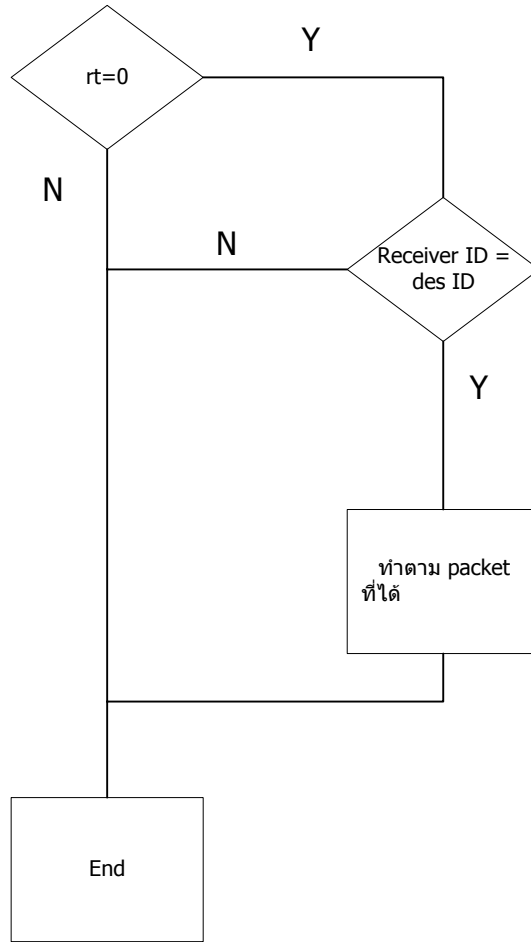 Y
rt=0
N
N
Receiver ID =
des ID
Y
ทำตาม packet
ที่ได้
End